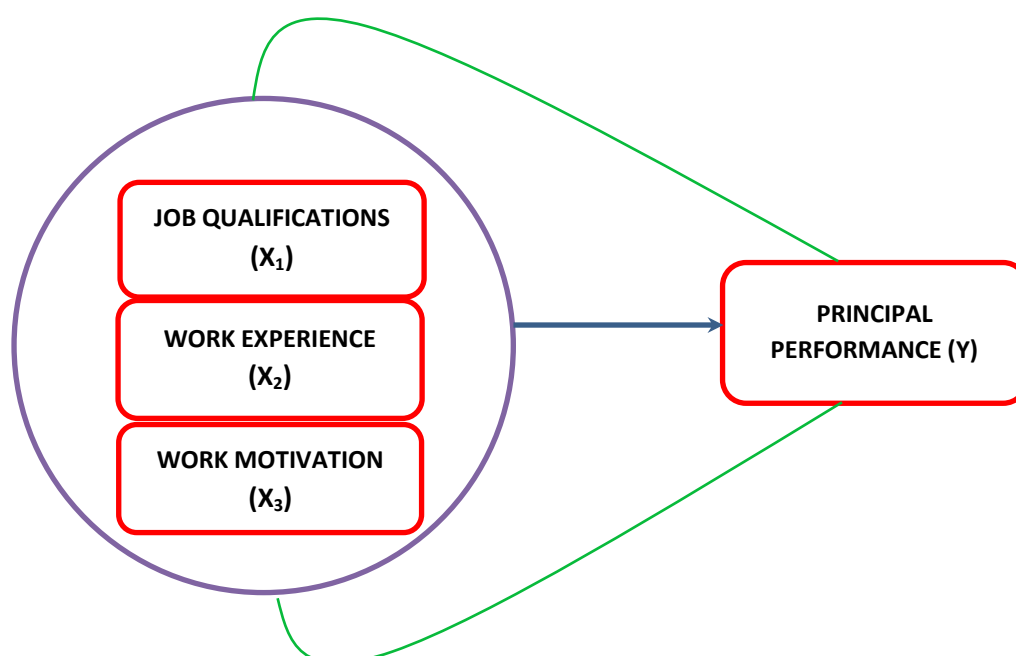 JOB QUALIFICATIONS
(X₁)
WORK EXPERIENCE
(X₂)
WORK MOTIVATION
(X₃)
PRINCIPAL
PERFORMANCE (Y)